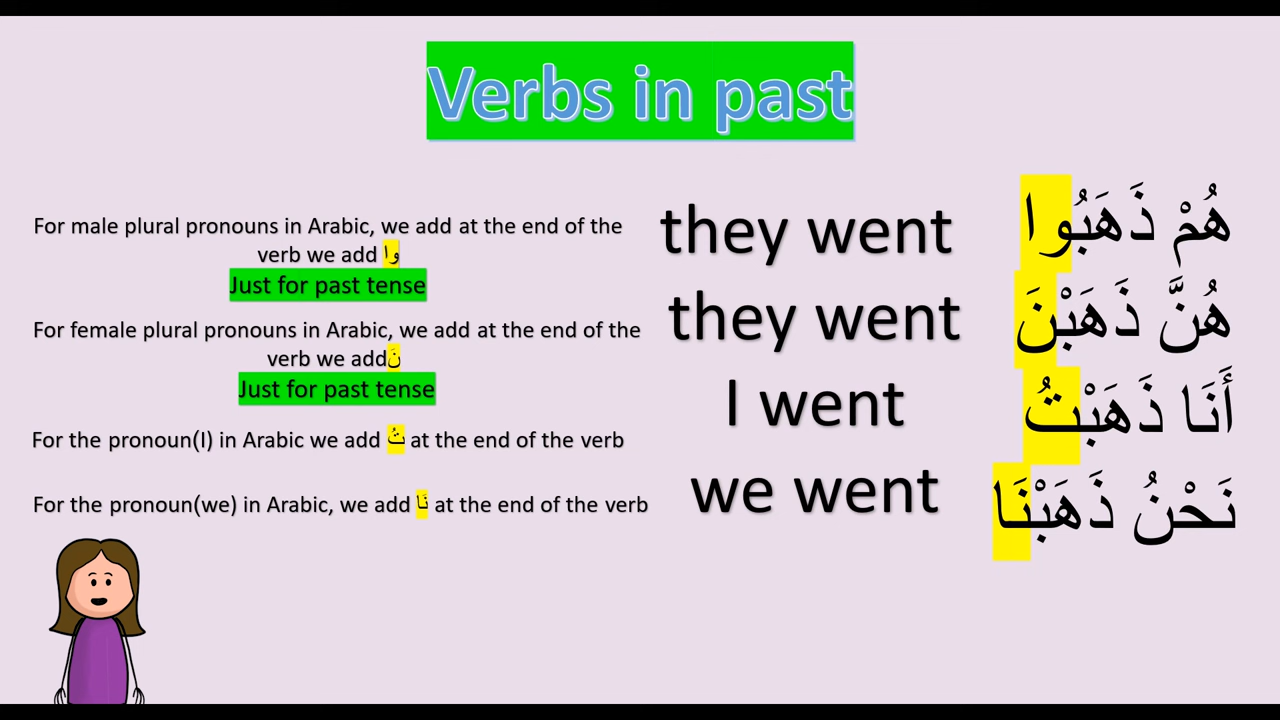 Verbs in past
For male plural pronouns in Arabic, we add at the end of the
verb we add وا
Just for past tense
For female plural pronouns in Arabic, we add at the end of the
verb we addنَ
Just for past tense
For the pronoun(I) in Arabic we add تُ at the end of the verb
For the pronoun(we) in Arabic, we add نَا at the end of the verb
they went
they went
I went
we went
هُمْ ذَهَبُوا
هُنَّ ذَهَبْنَ
أَنَا ذَهَبْتُ
نَحْنُ ذَهَبْنَا